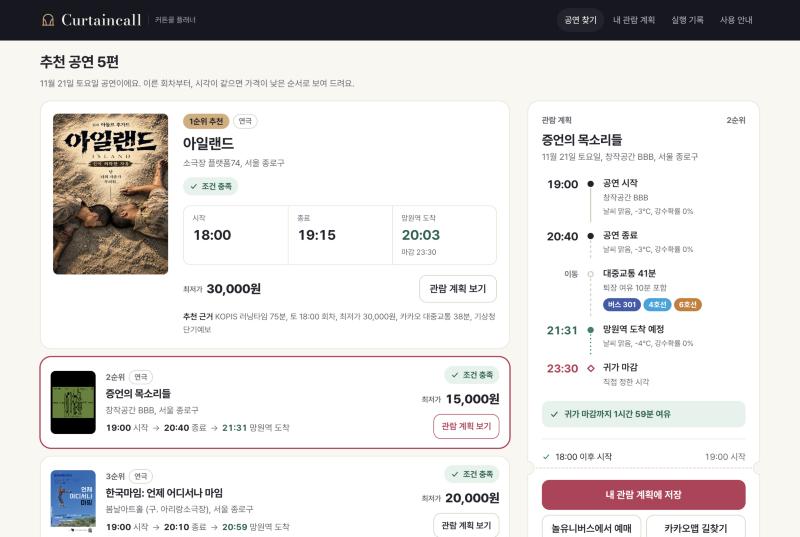 Curtaincall
커튼콜 플래너
공연 찾기
내 관람 계획
실행 기록
사용 안내
추천 공연 5편
11월 21일 토요일 공연이에요. 이른 회차부터, 시각이 같으면 가격이 낮은 순서로 보여 드려요.
아일랜드
ISLAND
1순위 추천
연극
아일랜드
소극장 플랫폼74, 서울 종로구
✓ 조건 충족
시작
18:00
종료
19:15
망원역 도착
20:03
마감 23:30
최저가 30,000원
관람 계획 보기
추천 근거 KOPIS 러닝타임 75분, 토 18:00 회차, 최저가 30,000원, 카카오 대중교통 38분, 기상청
단기예보
2순위
연극
증언의 목소리들
창작공간 BBB, 서울 종로구
19:00 시작 → 20:40 종료 → 21:31 망원역 도착
✓ 조건 충족
최저가 15,000원
관람 계획 보기
언제
어디서나
마임
3순위
연극
한국마임: 언제 어디서나 마임
봄날아트홀 (구. 아리랑소극장), 서울 종로구
19:00 시작 → 20:10 종료 → 20:59 망원역 도착
✓ 조건 충족
최저가 20,000원
관람 계획 보기
관람 계획
2순위
증언의 목소리들
11월 21일 토요일, 창작공간 BBB, 서울 종로구
19:00
공연 시작
창작공간 BBB
날씨 맑음, -3°C, 강수확률 0%
20:40
공연 종료
날씨 맑음, -3°C, 강수확률 0%
이동
대중교통 41분
퇴장 여유 10분 포함
버스 301
4호선
6호선
21:31
망원역 도착 예정
날씨 맑음, -4°C, 강수확률 0%
23:30
귀가 마감
직접 정한 시각
✓ 귀가 마감까지 1시간 59분 여유
✓ 18:00 이후 시작
19:00 시작
내 관람 계획에 저장
놀유니버스에서 예매
카카오맵 길찾기